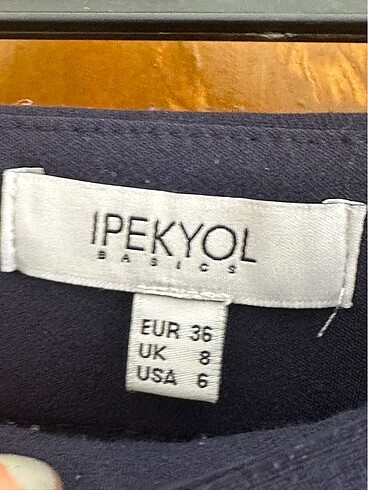 IPEKYOL
BASICS
EUR 36
UK 8
USA 6